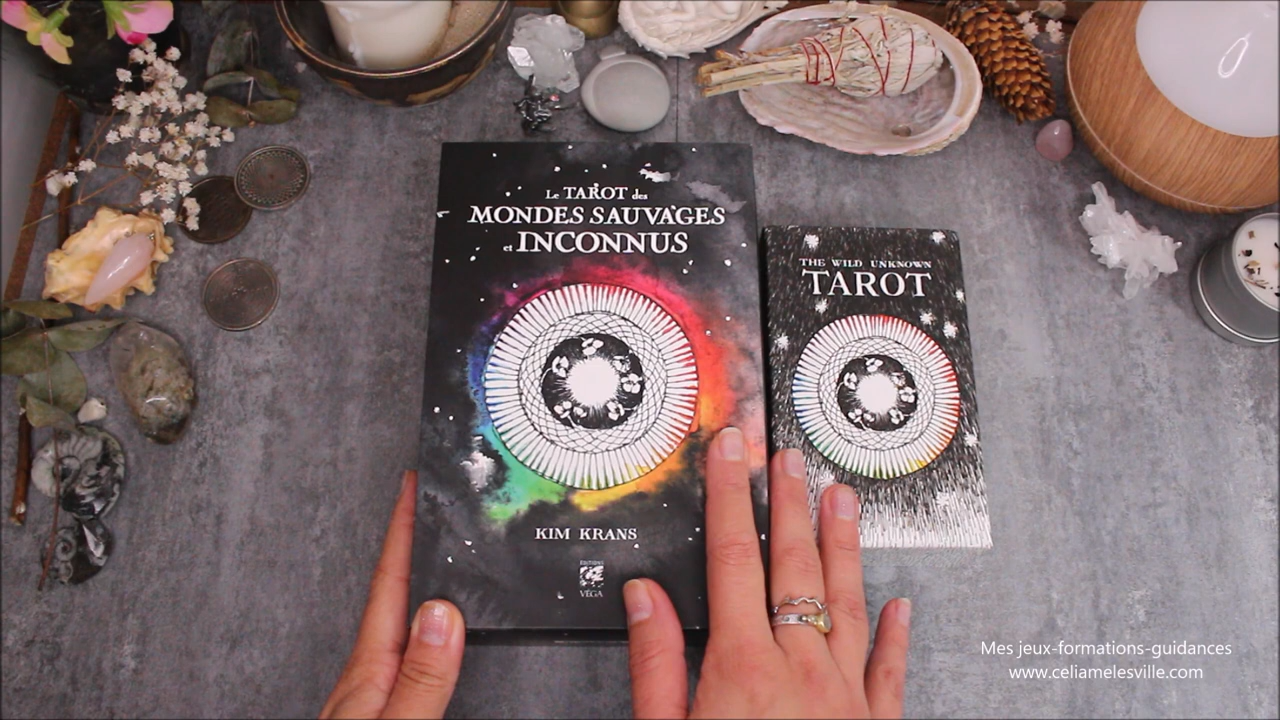 Le TAROT des
MONDES SAUVAGES
et INCONNUS
KIM KRANS
ÉDITIONS
VÉGA
THE WILD UNKNOWN
TAROT
Mes jeux-formations-guidances
www.celiamelesville.com